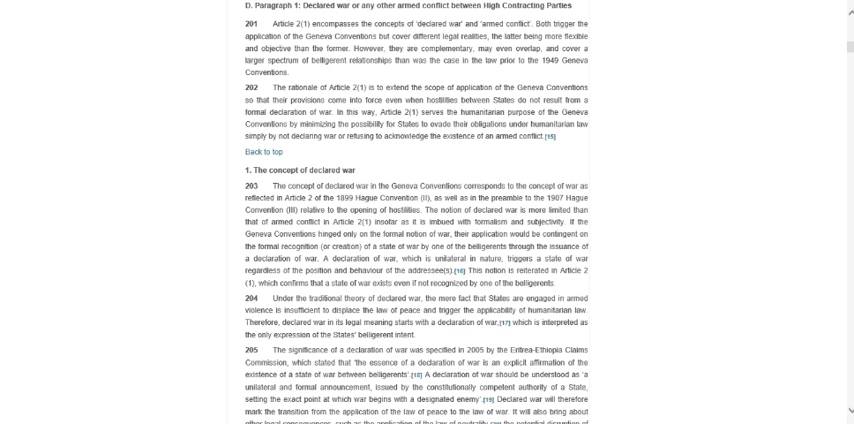 D. Paragraph 1: Declared war or any other armed conflict between High Contracting Parties
201 Article 2(1) encompasses the concepts of 'declared war' and 'armed conflict'. Both trigger the
application of the Geneva Conventions but cover different legal realities, the latter being more flexible
and objective than the former. However, they are complementary, may even overlap, and cover a
larger spectrum of belligerent relationships than was the case in the law prior to the 1949 Geneva
Conventions.
202 The rationale of Article 2(1) is to extend the scope of application of the Geneva Conventions
so that their provisions come into force even when hostilities between States do not result from a
formal declaration of war. In this way, Article 2(1) serves the humanitarian purpose of the Geneva
Conventions by minimizing the possibility for States to evade their obligations under humanitarian law
simply by not declaring war or refusing to acknowledge the existence of an armed conflict.[15]
Back to top
1. The concept of declared war
203 The concept of declared war in the Geneva Conventions corresponds to the concept of war as
reflected in Article 2 of the 1899 Hague Convention (II), as well as in the preamble to the 1907 Hague
Convention (III) relative to the opening of hostilities. The notion of declared war is more limited than
that of armed conflict in Article 2(1) insofar as it is imbued with formalism and subjectivity. If the
Geneva Conventions hinged only on the formal notion of war, their application would be contingent on
the formal recognition (or creation) of a state of war by one of the belligerents through the issuance of
a declaration of war. A declaration of war, which is unilateral in nature, triggers a state of war
regardless of the position and behaviour of the addressee(s).[16] This notion is reiterated in Article 2
(1), which confirms that a state of war exists even if not recognized by one of the belligerents.
204 Under the traditional theory of declared war, the mere fact that States are engaged in armed
violence is insufficient to displace the law of peace and trigger the applicability of humanitarian law.
Therefore, declared war in its legal meaning starts with a declaration of war,[17] which is interpreted as
the only expression of the States' belligerent intent.
205 The significance of a declaration of war was specified in 2005 by the Eritrea-Ethiopia Claims
Commission, which stated that 'the essence of a declaration of war is an explicit affirmation of the
existence of a state of war between belligerents'.[18] A declaration of war should be understood as 'a
unilateral and formal announcement, issued by the constitutionally competent authority of a State,
setting the exact point at which war begins with a designated enemy'.[19] Declared war will therefore
mark the transition from the application of the law of peace to the law of war. It will also bring about
other legal consequences, such as the application of the law of neutrality, the potential disruption of